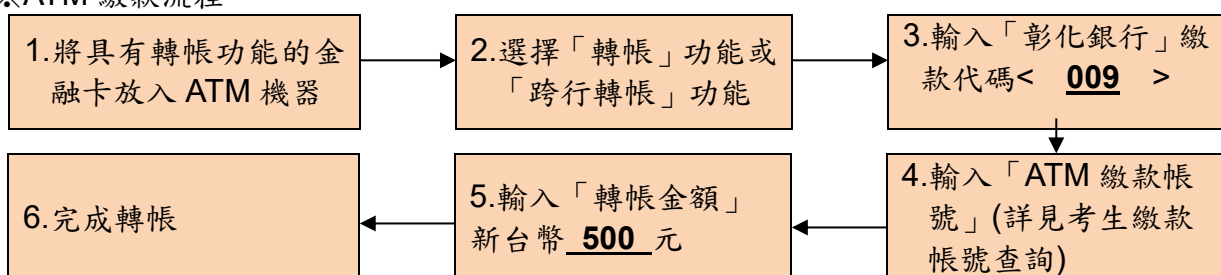 ※ATM 繳款流程
1.將具有轉帳功能的金
融卡放入 ATM 機器
2.選擇「轉帳」功能或
「跨行轉帳」功能
3.輸入「彰化銀行」繳
款代碼< 009 >
4.輸入「ATM 繳款帳
號」(詳見考生繳款
帳號查詢)
5.輸入「轉帳金額」
新台幣 500 元
6.完成轉帳